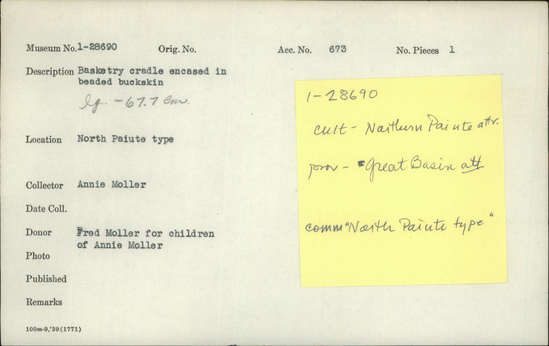 Museum No. 1-28690 Orig. No. Acc. No. 673 No. Pieces 1
Description Basketry cradle encased in
beaded buckskin
lg. - 67.7 cm.
Location North Paiute type
Collector Annie Moller
Date Coll.
Donor Fred Moller for children
of Annie Moller
Photo
Published
Remarks
100m-9,'39(1771)
1-28690
cult - Northern Paiute attr.
prov - Great Basin att
comm "North Paiute type"